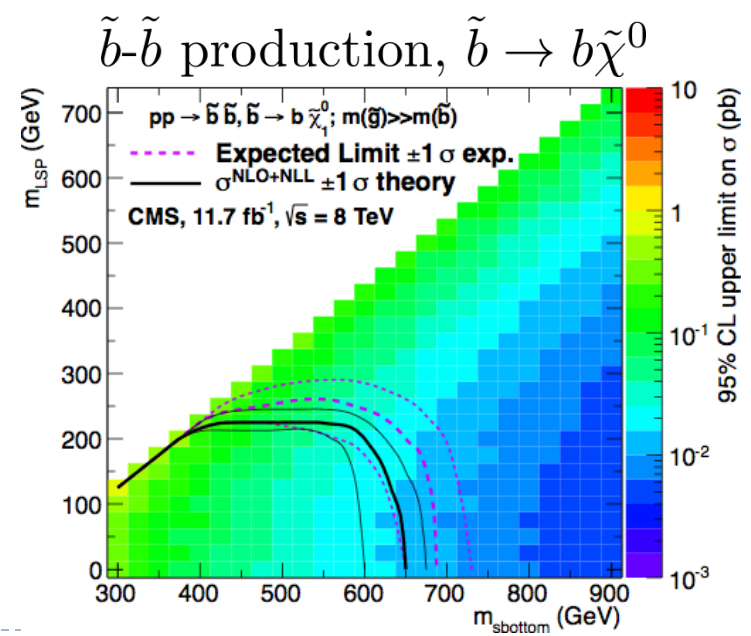 b̃-b̃ production, b̃ → bχ̃⁰
pp → b̃ b̃, b̃ → b χ̃₁⁰; m(g̃)>>m(b̃)
Expected Limit ±1 σ exp.
σᴺᴸᴼ⁺ᴺᴸᴸ ±1 σ theory
CMS, 11.7 fb⁻¹, √s = 8 TeV
m_LSP (GeV)
700
600
500
400
300
200
100
0
300 400 500 600 700 800 900
m_sbottom (GeV)
10
1
10⁻¹
10⁻²
10⁻³
95% CL upper limit on σ (pb)